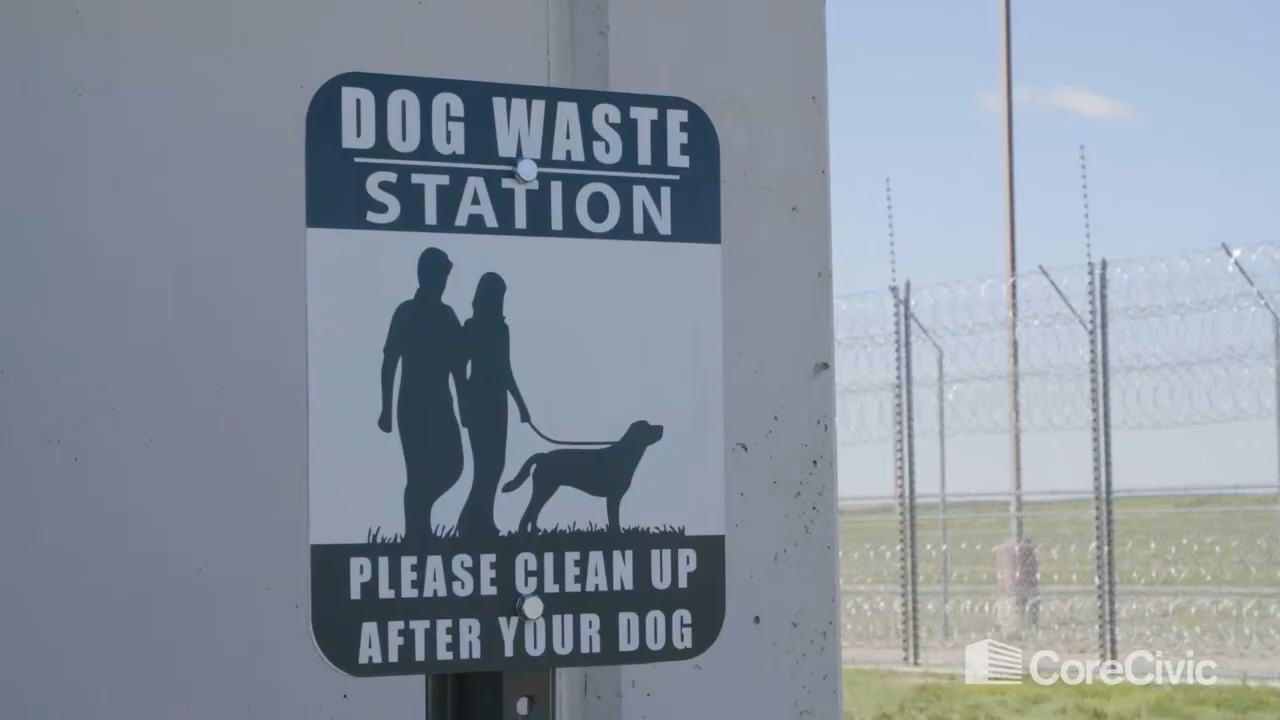 DOG WASTE
STATION
PLEASE CLEAN UP
AFTER YOUR DOG
CoreCivic